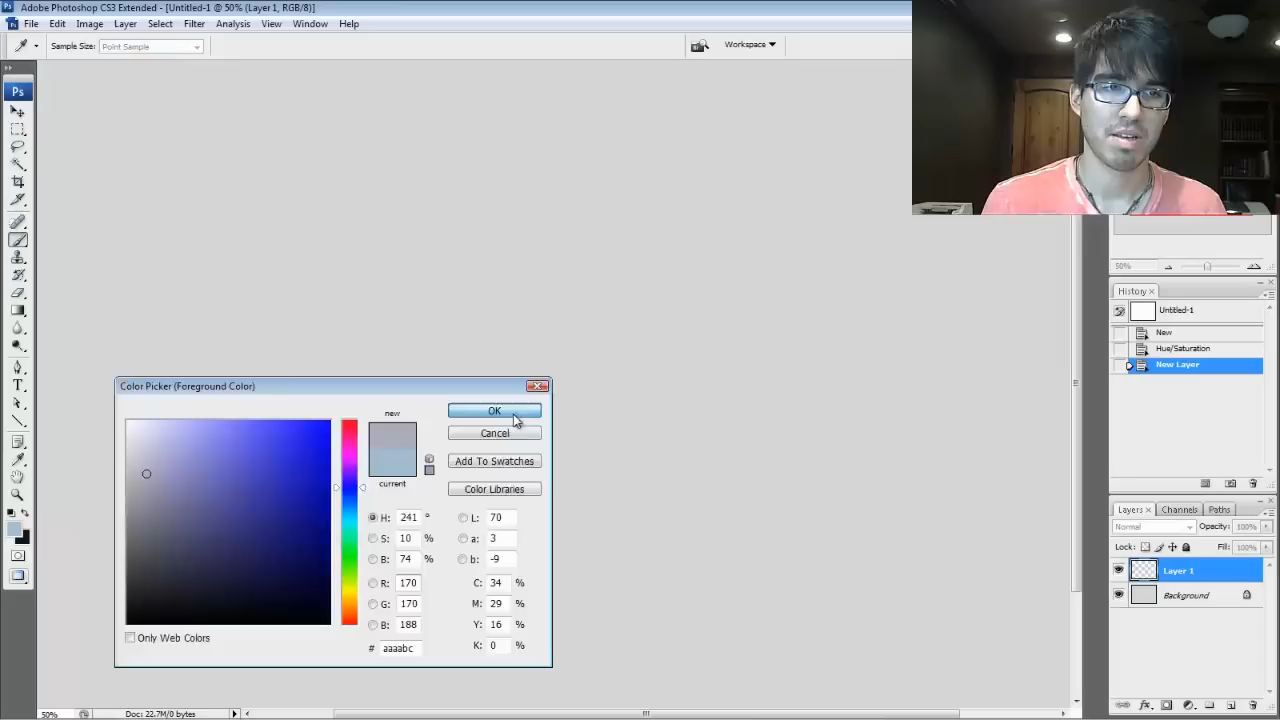 Adobe Photoshop CS3 Extended - [Untitled-1 @ 50% (Layer 1, RGB/8)]
Ps File Edit Image Layer Select Filter Analysis View Window Help
Sample Size: Point Sample Workspace
Ps
T
50%
History
Untitled-1
New
Hue/Saturation
New Layer
Color Picker (Foreground Color)
new
current
OK
Cancel
Add To Swatches
Color Libraries
H: 241 ° L: 70
S: 10 % a: 3
B: 74 % b: -9
R: 170 C: 34 %
G: 170 M: 29 %
B: 188 Y: 16 %
# aaaabc K: 0 %
Only Web Colors
Layers Channels Paths
Normal Opacity: 100%
Lock: Fill: 100%
Layer 1
Background
50% Doc: 22.7M/0 bytes